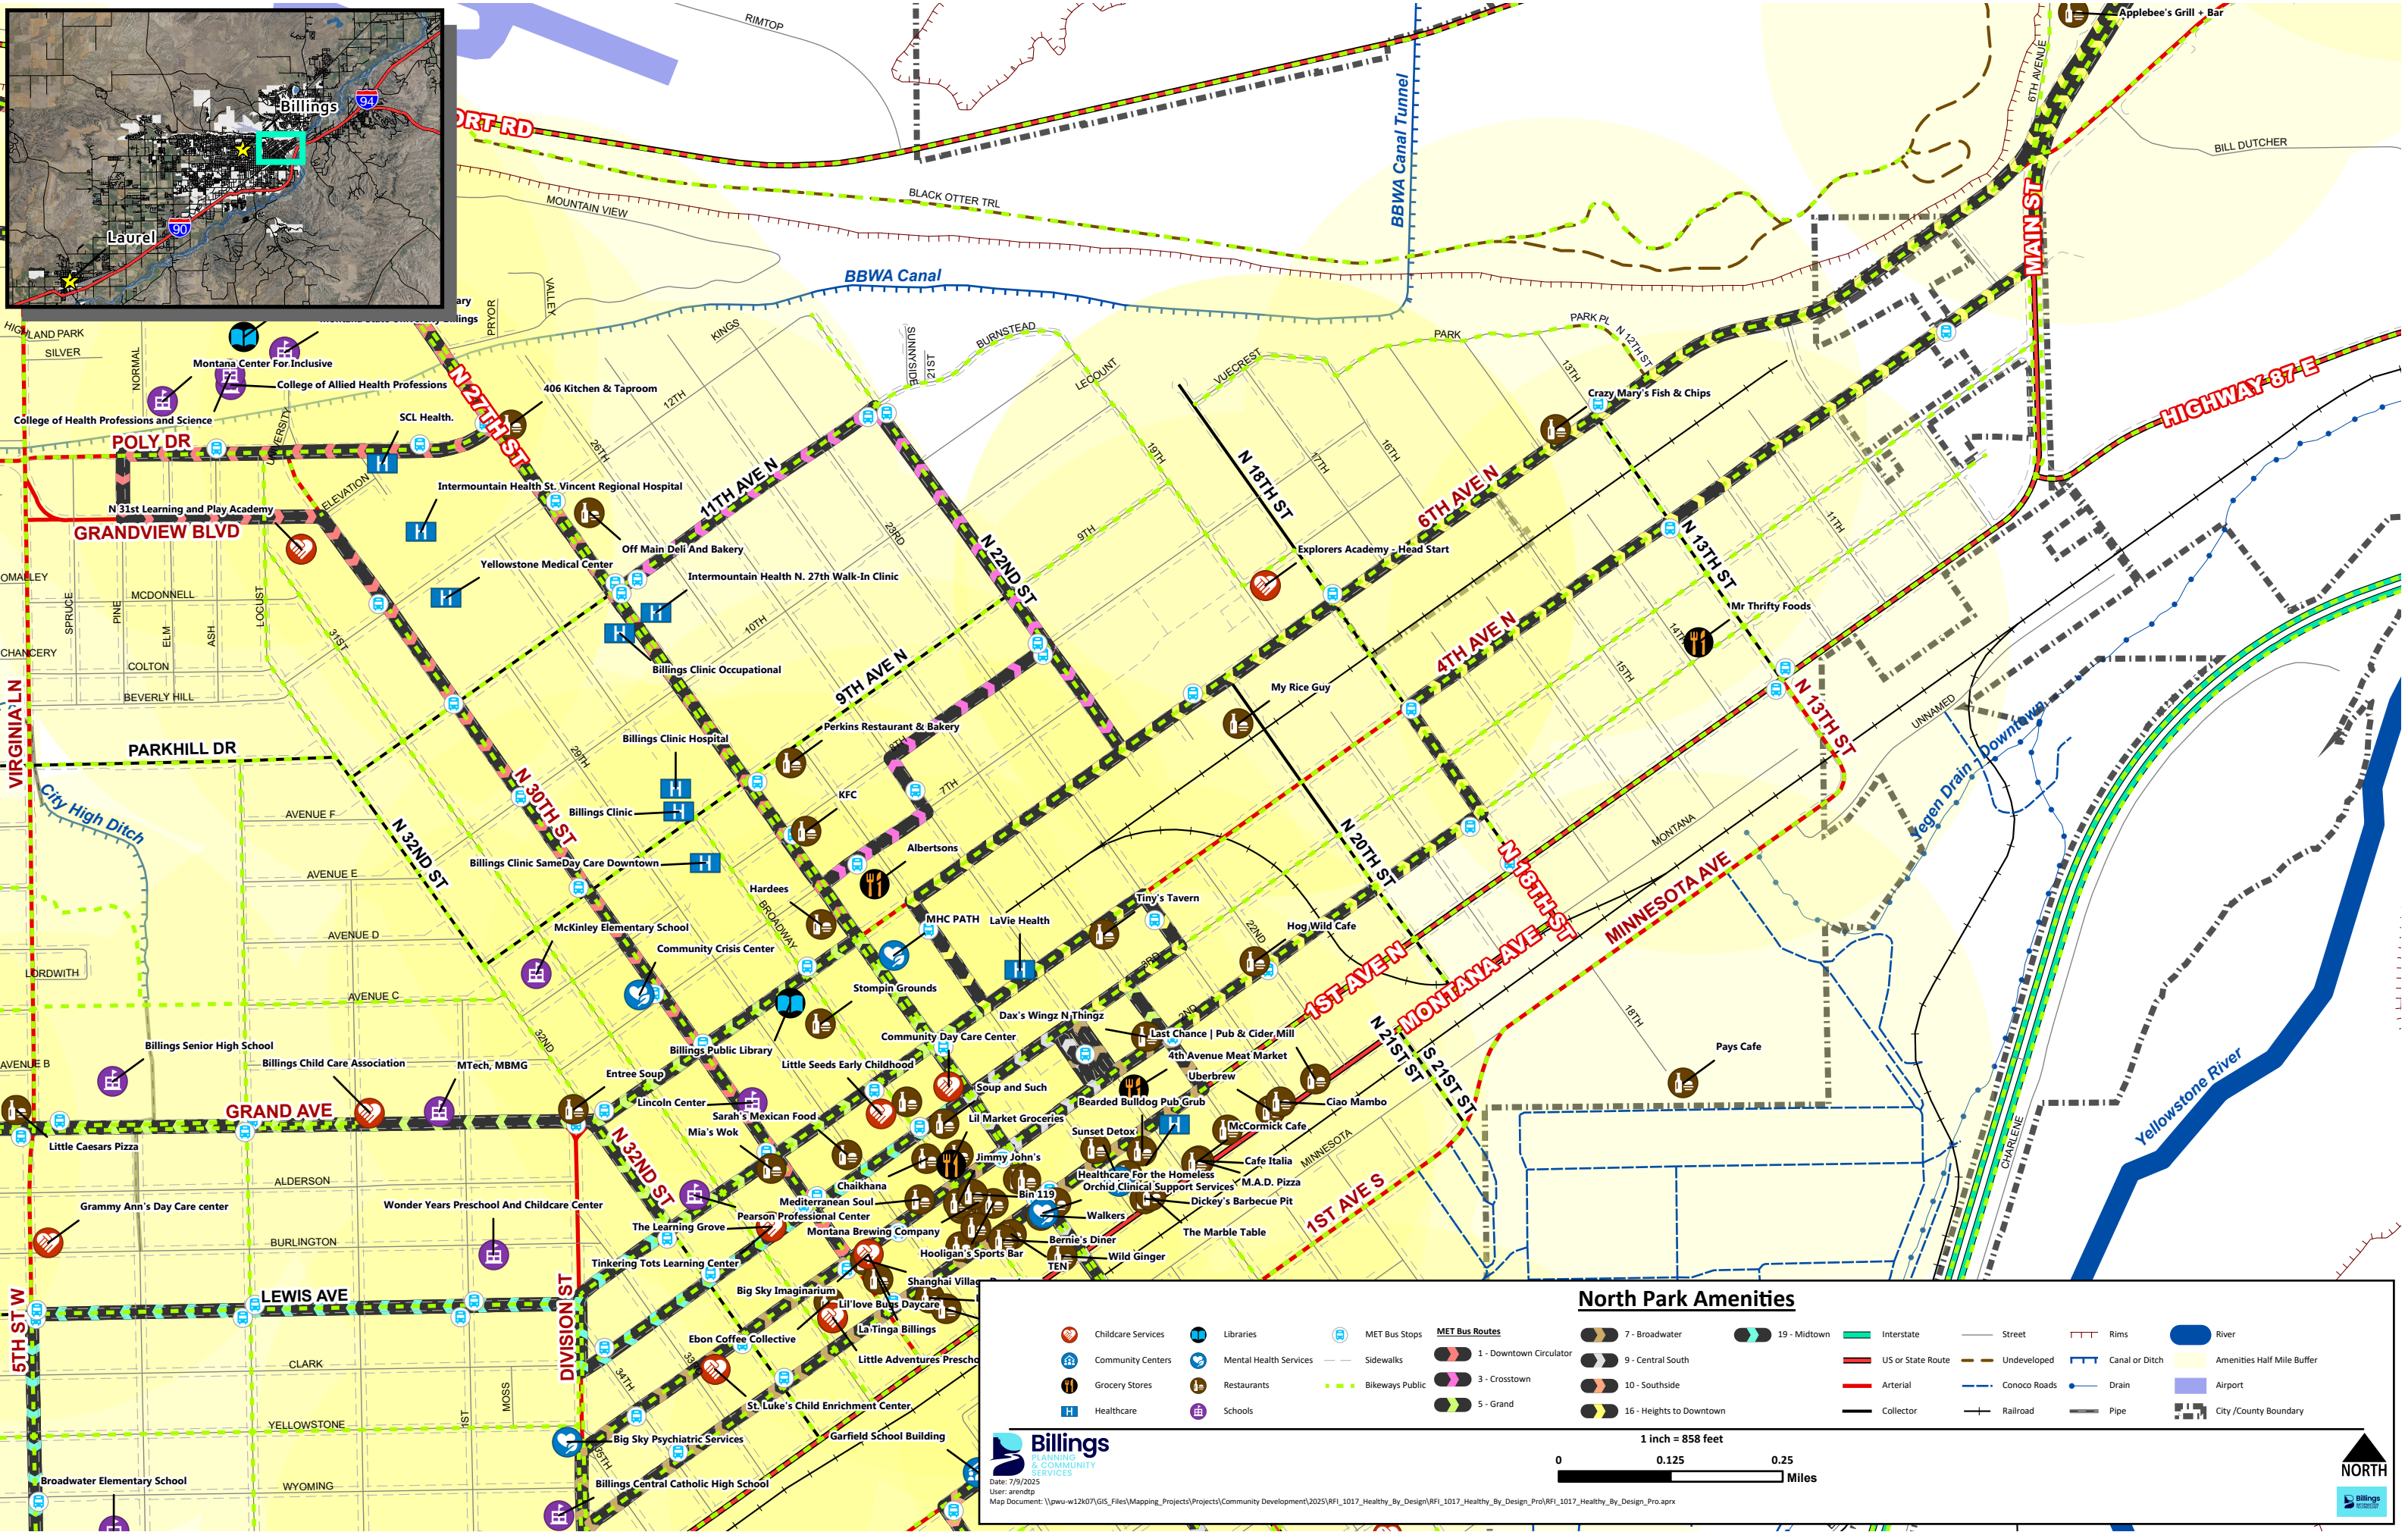 Billings
94
90
Laurel
ORT RD
RIMTOP
BLACK OTTER TRL
MOUNTAIN VIEW
BBWA Canal
BBWA Canal Tunnel
6TH AVENUE
Applebee's Grill + Bar
BILL DUTCHER
MAIN ST
HIGHWAY 87 E
HIGHLAND PARK
SILVER
NORMAL
PRYOR
VALLEY
KINGS
SUNNYSIDE
21ST
BURNSTEAD
LECOUNT
VUECREST
PARK
PARK PL
N 12TH ST
13TH
Montana Center For Inclusive
College of Allied Health Professions
College of Health Professions and Science
SCL Health.
406 Kitchen & Taproom
12TH
26TH
N 27TH ST
POLY DR
UNIVERSITY
ELEVATION
Intermountain Health St. Vincent Regional Hospital
N 31st Learning and Play Academy
GRANDVIEW BLVD
11TH AVE N
23RD
N 22ND ST
19TH
9TH
N 18TH ST
17TH
16TH
6TH AVE N
Crazy Mary's Fish & Chips
11TH
N 13TH ST
Off Main Deli And Bakery
Yellowstone Medical Center
Intermountain Health N. 27th Walk-In Clinic
Explorers Academy - Head Start
Mr Thrifty Foods
OMALLEY
MCDONNELL
SPRUCE
PINE
ELM
ASH
LOCUST
31ST
10TH
CHANCERY
COLTON
BEVERLY HILL
Billings Clinic Occupational
9TH AVE N
4TH AVE N
14TH
15TH
My Rice Guy
N 13TH ST
UNNAMED
Yegen Drain - Downtown
VIRGINIA LN
PARKHILL DR
29TH
Billings Clinic Hospital
Perkins Restaurant & Bakery
8TH
7TH
KFC
City High Ditch
AVENUE F
N 32ND ST
N 30TH ST
Billings Clinic
Billings Clinic SameDay Care Downtown
Albertsons
N 20TH ST
N 18TH ST
MONTANA
MINNESOTA AVE
AVENUE E
Hardees
BROADWAY
MHC PATH
LaVie Health
Tiny's Tavern
22ND
Hog Wild Cafe
AVENUE D
McKinley Elementary School
Community Crisis Center
3RD
1ST AVE N
MONTANA AVE
LORDWITH
AVENUE C
Stompin Grounds
18TH
Dax's Wingz N Thingz
2ND
N 21ST ST
S 21ST ST
Billings Senior High School
32ND
Billings Public Library
Community Day Care Center
Last Chance | Pub & Cider Mill
Pays Cafe
AVENUE B
Billings Child Care Association
MTech, MBMG
Little Seeds Early Childhood
4th Avenue Meat Market
Entree Soup
Uberbrew
Yellowstone River
GRAND AVE
Lincoln Center
Soup and Such
Bearded Bulldog Pub Grub
Ciao Mambo
Sarah's Mexican Food
Lil Market Groceries
McCormick Cafe
Little Caesars Pizza
Mia's Wok
Sunset Detox
MINNESOTA
CHARLENE
N 32ND ST
Jimmy John's
Cafe Italia
Healthcare For the Homeless
ALDERSON
Chaikhana
Orchid Clinical Support Services
M.A.D. Pizza
Grammy Ann's Day Care center
Wonder Years Preschool And Childcare Center
Mediterranean Soul
Bin 119
Dickey's Barbecue Pit
Pearson Professional Center
Walkers
1ST AVE S
The Learning Grove
Montana Brewing Company
The Marble Table
BURLINGTON
Bernie's Diner
Hooligan's Sports Bar
Wild Ginger
Tinkering Tots Learning Center
TEN
5TH ST W
LEWIS AVE
DIVISION ST
Big Sky Imaginarium
Lil'love Bugs Daycare
La Tinga Billings
Ebon Coffee Collective
CLARK
34TH
Little Adventures Prescho
MOSS
1ST
St. Luke's Child Enrichment Center
YELLOWSTONE
Big Sky Psychiatric Services
Garfield School Building
35TH
Broadwater Elementary School
WYOMING
Billings Central Catholic High School
North Park Amenities
Childcare Services
Community Centers
Grocery Stores
Healthcare
Libraries
Mental Health Services
Restaurants
Schools
MET Bus Stops
Sidewalks
Bikeways Public
MET Bus Routes
1 - Downtown Circulator
3 - Crosstown
5 - Grand
7 - Broadwater
9 - Central South
10 - Southside
16 - Heights to Downtown
19 - Midtown
Interstate
US or State Route
Arterial
Collector
Street
Undeveloped
Conoco Roads
Railroad
Rims
Canal or Ditch
Drain
Pipe
River
Amenities Half Mile Buffer
Airport
City /County Boundary
Billings
PLANNING
& COMMUNITY
SERVICES
Date: 7/9/2025
User: arendtp
Map Document: \\pwu-w12k07\GIS_Files\Mapping_Projects\Projects\Community Development\2025\RFI_1017_Healthy_By_Design\RFI_1017_Healthy_By_Design_Pro\RFI_1017_Healthy_By_Design_Pro.aprx
1 inch = 858 feet
0
0.125
0.25
Miles
NORTH
Billings